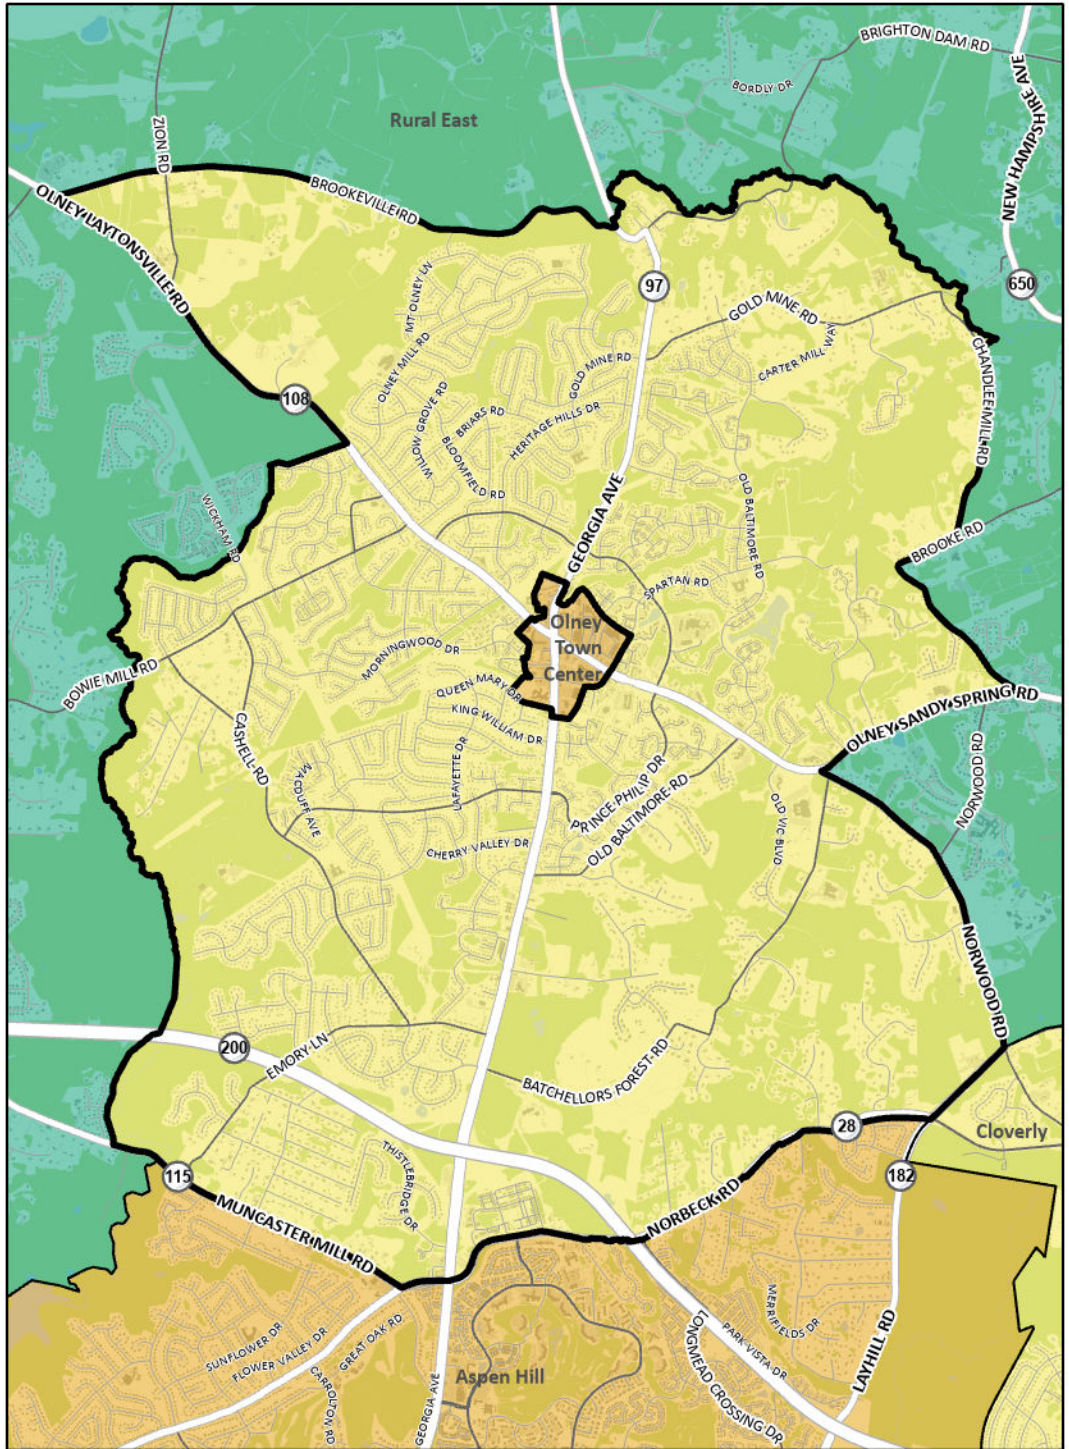 BRIGHTON DAM RD
BORDLY DR
NEW HAMPSHIRE AVE
Rural East
ZION RD
OLNEY LAYTONSVILLE RD
BROOKEVILLE RD
650
97
MT OLNEY LN
GOLD MINE RD
OLNEY MILL RD
CARTER MILL WAY
GOLD MINE RD
CHANDLEE MILL RD
108
WILLOW GROVE RD
BRIARS RD
HERITAGE HILLS DR
BLOOMFIELD RD
GEORGIA AVE
OLD BALTIMORE RD
WICKHAM RD
BROOKE RD
SPARTAN RD
Olney
Town
Center
MORNINGWOOD DR
BOWIE MILL RD
QUEEN MARY DR
KING WILLIAM DR
OLNEY SANDY SPRING RD
CASHELL RD
LAFAYETTE DR
MACDUFF AVE
NORWOOD RD
PRINCE PHILIP DR
OLD BALTIMORE RD
OLD VIC BLVD
CHERRY VALLEY DR
NORWOOD RD
200
EMORY LN
BATCHELLORS FOREST RD
28
Cloverly
115
182
THISTLEBRIDGE DR
MUNCASTER MILL RD
NORBECK RD
SUNFLOWER DR
FLOWER VALLEY DR
GREAT OAK RD
CARROLTON RD
GEORGIA AVE
Aspen Hill
LONGMEAD CROSSING DR
PARK VISTA DR
MERRIFIELDS DR
LAYHILL RD